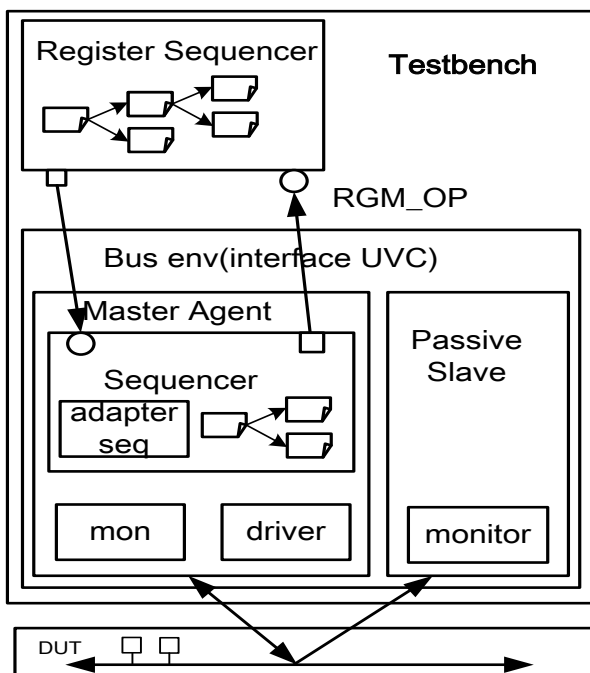 Register Sequencer
Testbench
RGM_OP
Bus env(interface UVC)
Master Agent
Sequencer
adapter
seq
mon
driver
Passive
Slave
monitor
DUT